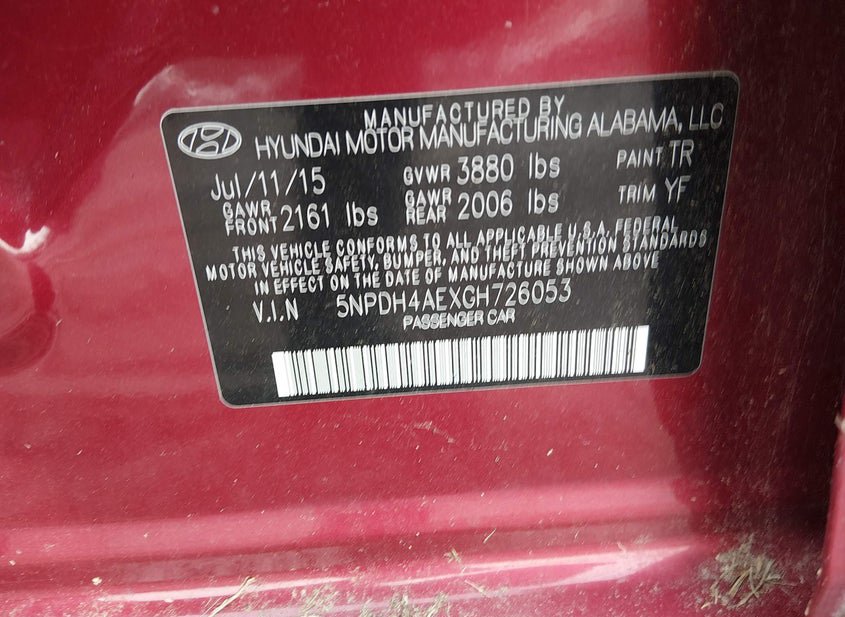 MANUFACTURED BY
HYUNDAI MOTOR MANUFACTURING ALABAMA, LLC
Jul/11/15 GVWR 3880 lbs PAINT TR
GAWR FRONT 2161 lbs GAWR REAR 2006 lbs TRIM YF
THIS VEHICLE CONFORMS TO ALL APPLICABLE U.S.A. FEDERAL
MOTOR VEHICLE SAFETY, BUMPER, AND THEFT PREVENTION STANDARDS
IN EFFECT ON THE DATE OF MANUFACTURE SHOWN ABOVE
V.I.N 5NPDH4AEXGH726053
PASSENGER CAR